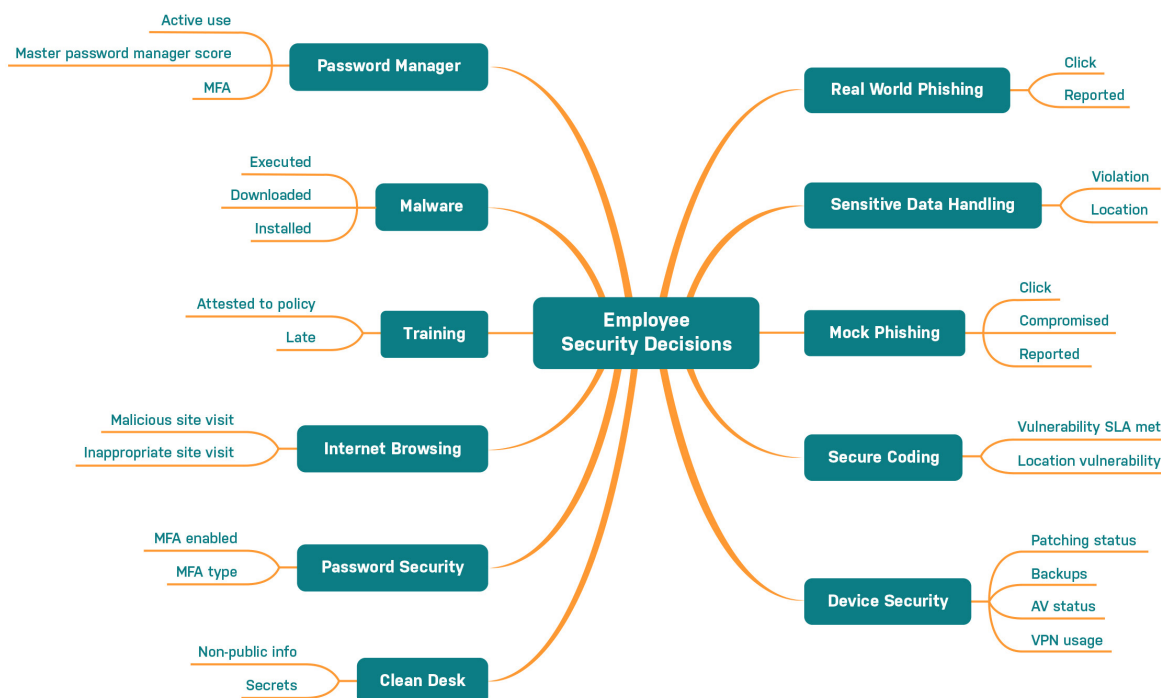 Active use
Master password manager score
MFA
Password Manager
Executed
Downloaded
Installed
Malware
Attested to policy
Late
Training
Malicious site visit
Inappropriate site visit
Internet Browsing
MFA enabled
MFA type
Password Security
Non-public info
Secrets
Clean Desk
Employee
Security Decisions
Real World Phishing
Click
Reported
Sensitive Data Handling
Violation
Location
Mock Phishing
Click
Compromised
Reported
Secure Coding
Vulnerability SLA met
Location vulnerability
Device Security
Patching status
Backups
AV status
VPN usage